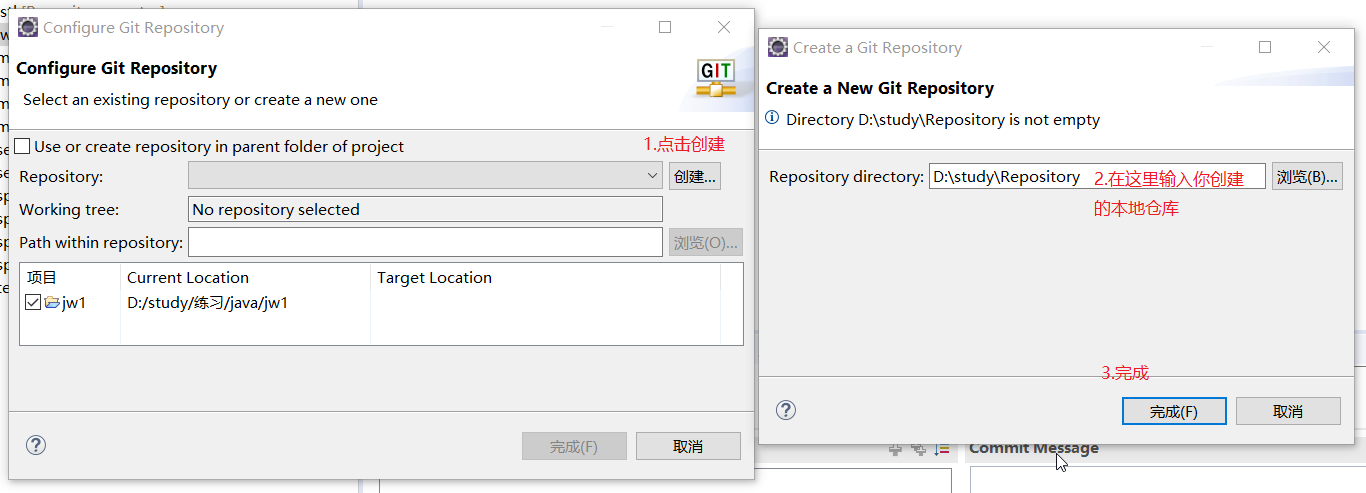 Configure Git Repository
Configure Git Repository
Select an existing repository or create a new one
GIT
Use or create repository in parent folder of project
1.点击创建
Repository:
创建...
Working tree:
No repository selected
Path within repository:
浏览(O)...
项目
Current Location
Target Location
jw1
D:/study/练习/java/jw1
完成(F)
取消
Create a Git Repository
Create a New Git Repository
Directory D:\study\Repository is not empty
Repository directory:
D:\study\Repository
2.在这里输入你创建
的本地仓库
浏览(B)...
3.完成
完成(F)
取消
Commit Message